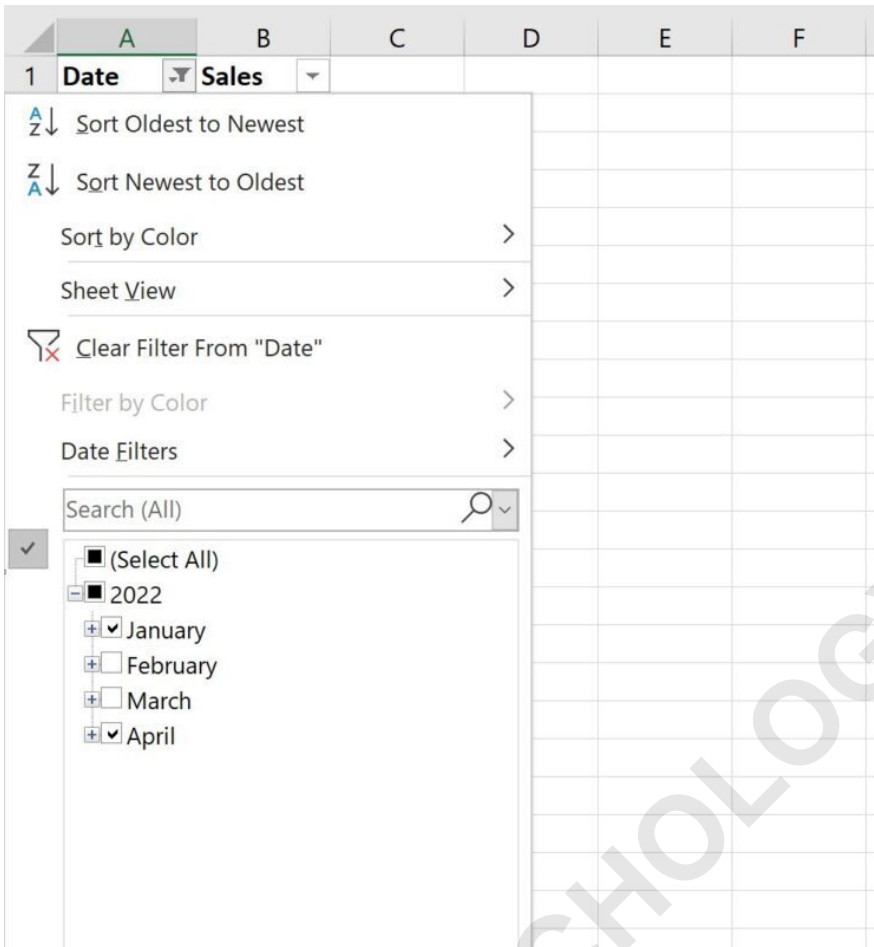 A B C D E F
1 Date Sales
Sort Oldest to Newest
Sort Newest to Oldest
Sort by Color
Sheet View
Clear Filter From "Date"
Filter by Color
Date Filters
Search (All)
(Select All)
2022
January
February
March
April